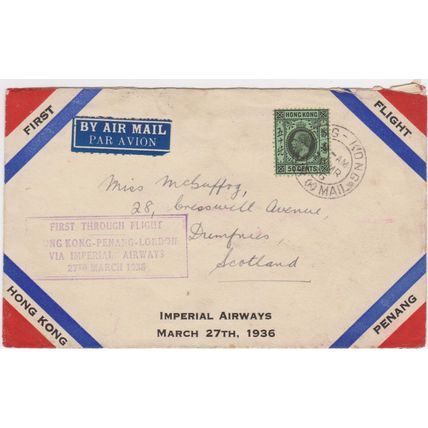 FIRST
FLIGHT
BY AIR MAIL
PAR AVION
HONG KONG
50 CENTS
KONG
AM
MAIL
Miss McGuffog,
28, Cresswell Avenue,
Dumfries,
Scotland
FIRST THROUGH FLIGHT
ONG KONG-PENANG-LONDON
VIA IMPERIAL AIRWAYS
27TH MARCH 1936
HONG KONG
IMPERIAL AIRWAYS
MARCH 27TH, 1936
PENANG